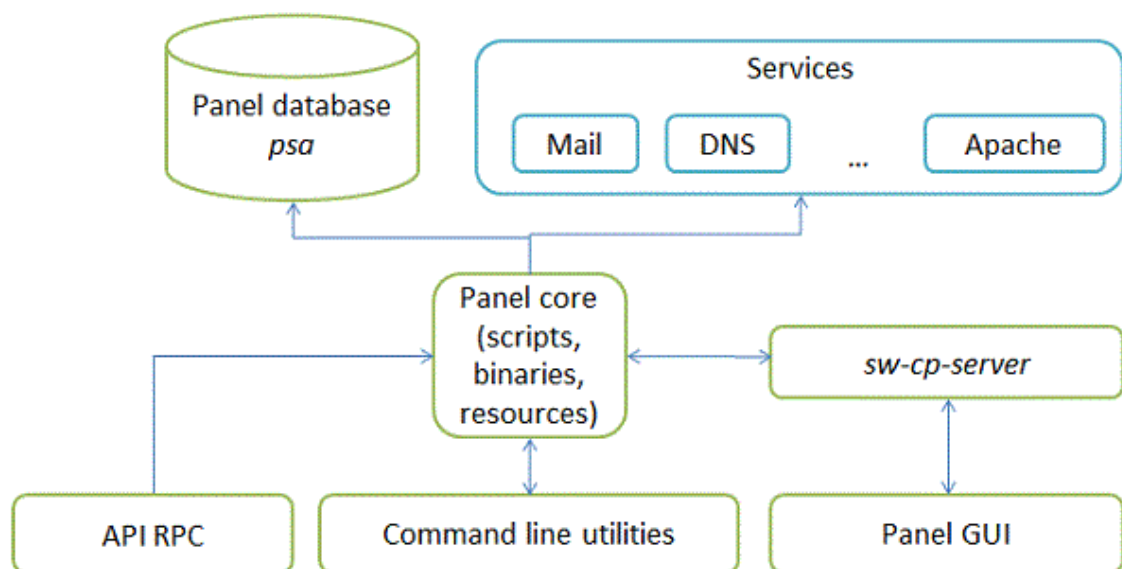 Panel database
psa
Services
Mail
DNS
...
Apache
Panel core
(scripts,
binaries,
resources)
sw-cp-server
API RPC
Command line utilities
Panel GUI